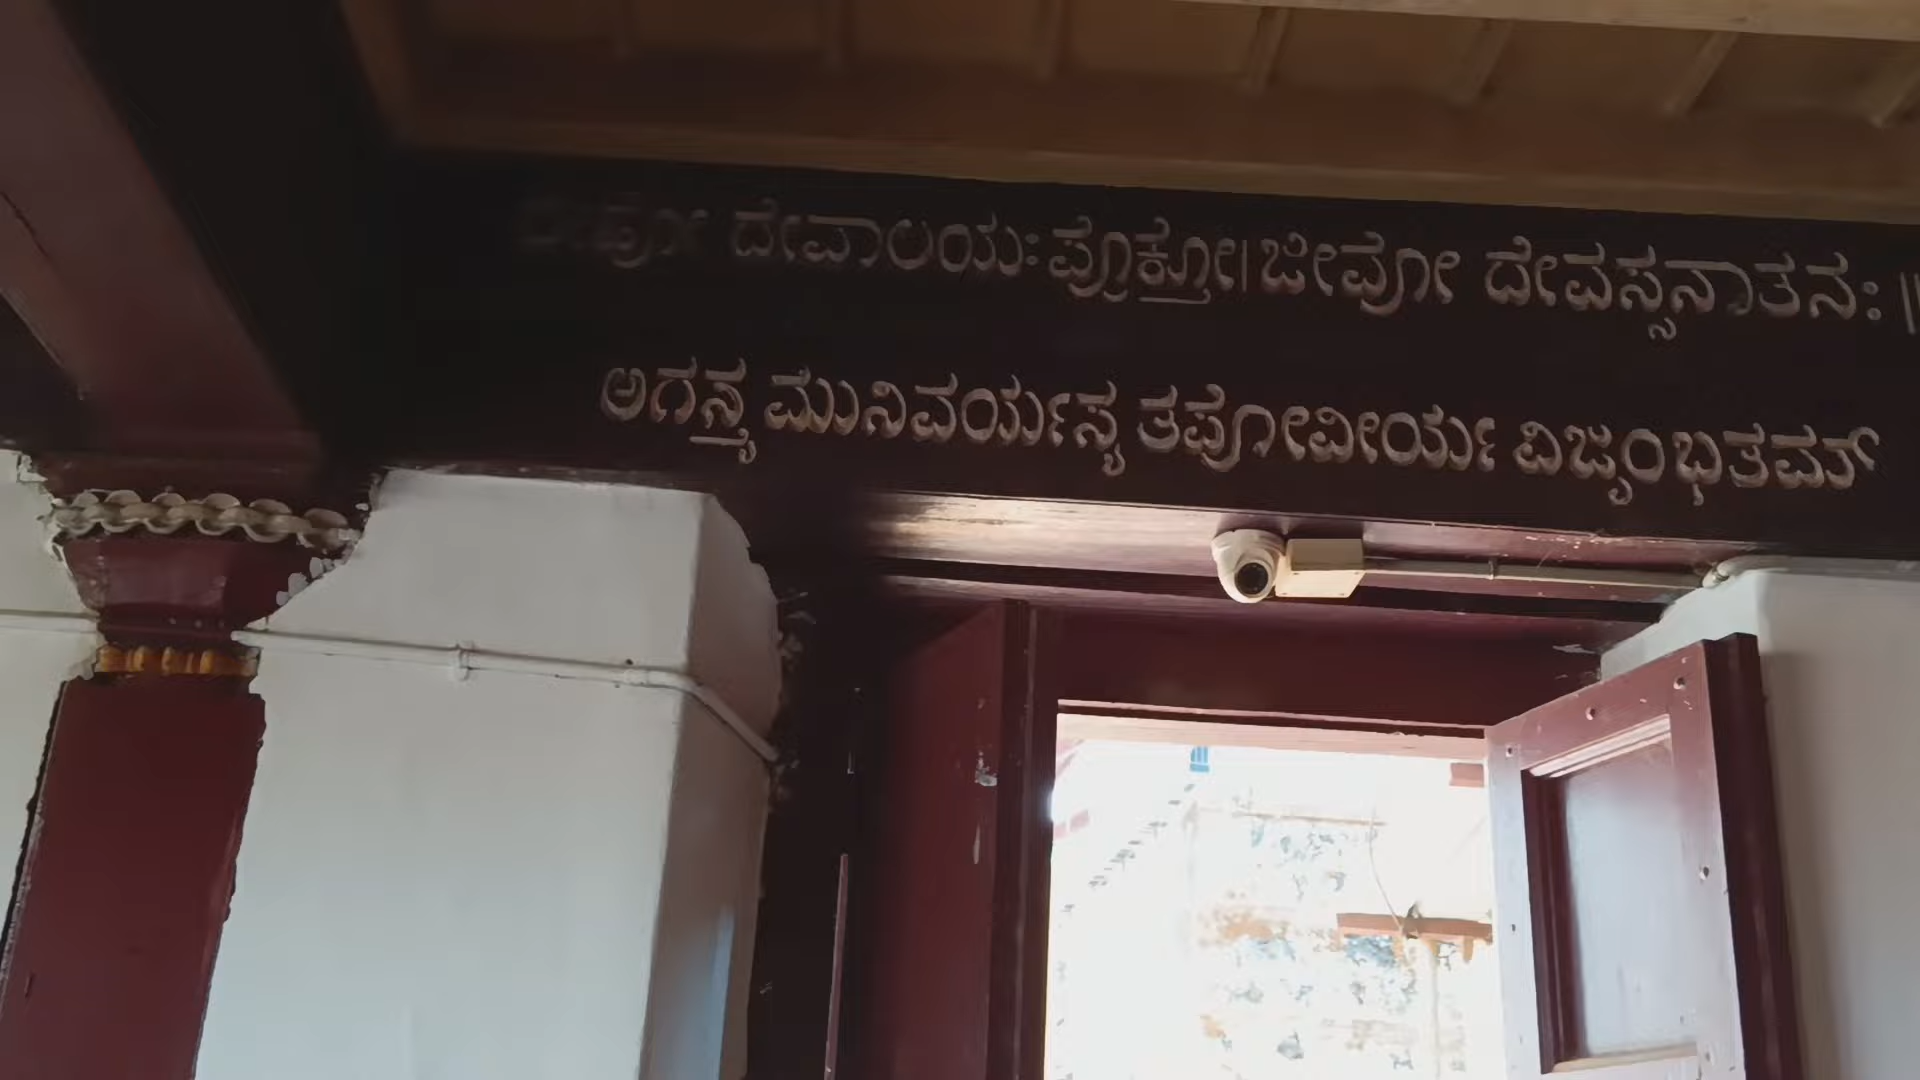 ದೇವಾಲಯಃ ಪ್ರೊಕ್ತೋ।ಜೀವೋ ದೇವಸ್ಸನಾತನಃ ||
ಅಗಸ್ತ್ಯ ಮುನಿವರ್ಯಸ್ಯ ತಪೋವೀರ್ಯ ವಿಜೃಂಭತಮ್